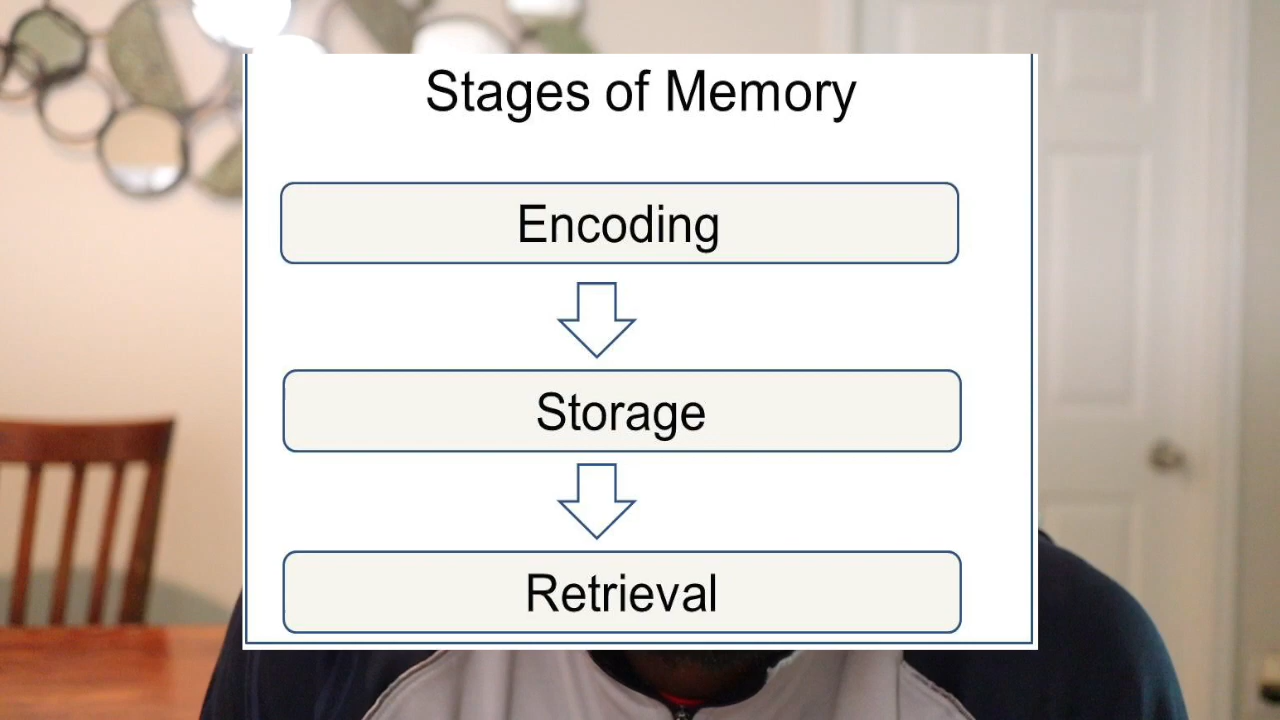 Stages of Memory
Encoding
Storage
Retrieval